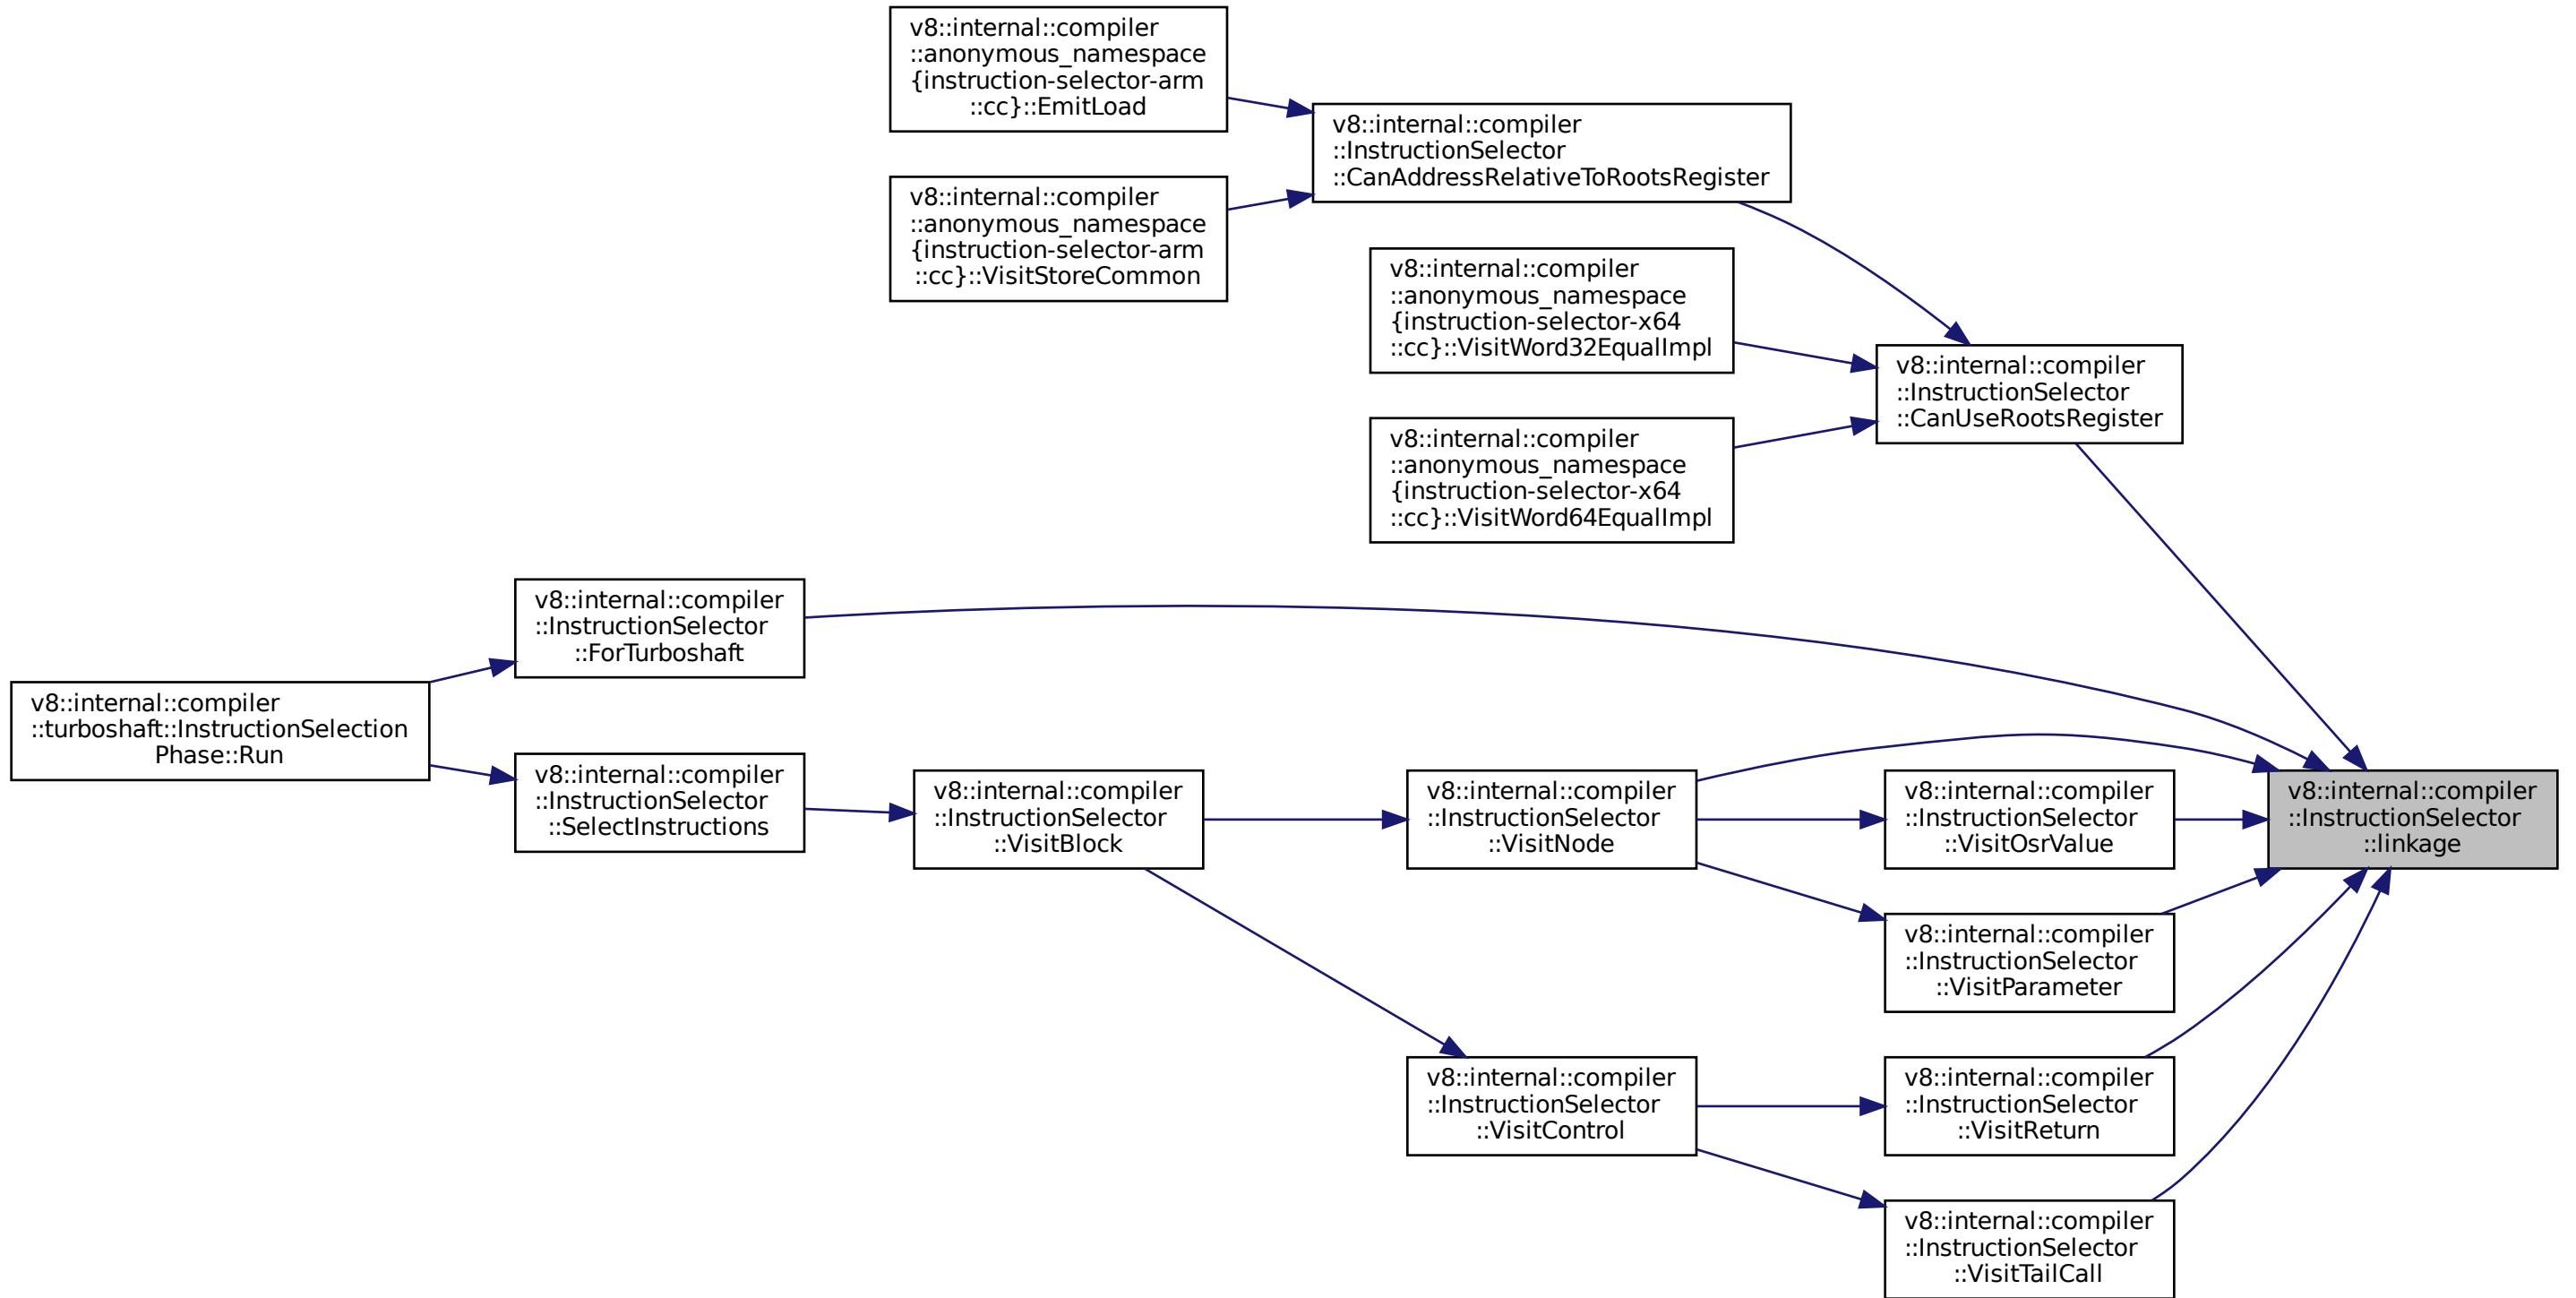 v8::internal::compiler
::anonymous_namespace
{instruction-selector-arm
::cc}::EmitLoad
v8::internal::compiler
::InstructionSelector
::CanAddressRelativeToRootsRegister
v8::internal::compiler
::anonymous_namespace
{instruction-selector-arm
::cc}::VisitStoreCommon
v8::internal::compiler
::anonymous_namespace
{instruction-selector-x64
::cc}::VisitWord32EqualImpl
v8::internal::compiler
::InstructionSelector
::CanUseRootsRegister
v8::internal::compiler
::anonymous_namespace
{instruction-selector-x64
::cc}::VisitWord64EqualImpl
v8::internal::compiler
::InstructionSelector
::ForTurboshaft
v8::internal::compiler
::turboshaft::InstructionSelection
Phase::Run
v8::internal::compiler
::InstructionSelector
::SelectInstructions
v8::internal::compiler
::InstructionSelector
::VisitBlock
v8::internal::compiler
::InstructionSelector
::VisitNode
v8::internal::compiler
::InstructionSelector
::VisitOsrValue
v8::internal::compiler
::InstructionSelector
::linkage
v8::internal::compiler
::InstructionSelector
::VisitParameter
v8::internal::compiler
::InstructionSelector
::VisitControl
v8::internal::compiler
::InstructionSelector
::VisitReturn
v8::internal::compiler
::InstructionSelector
::VisitTailCall